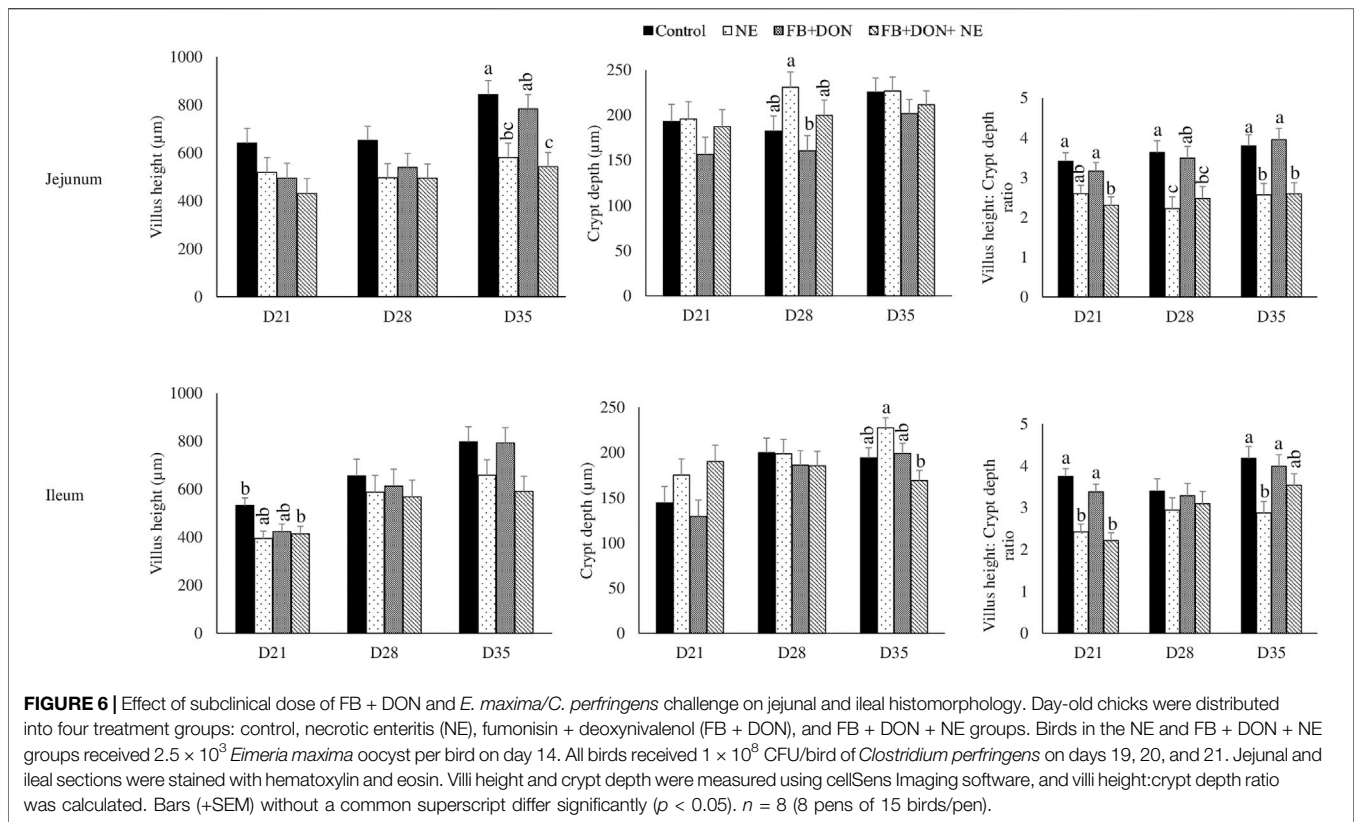 Control NE FB+DON FB+DON+ NE
Jejunum
Villus height (µm)
1000
800
600
400
200
0
a
bc
ab
c
D21 D28 D35
Crypt depth (µm)
250
200
150
100
50
0
ab
a
b
ab
D21 D28 D35
Villus height: Crypt depth
ratio
5
4
3
2
1
0
a
ab
a
b
a
c
ab
bc
a
b
a
b
D21 D28 D35
Ileum
Villus height (µm)
1000
800
600
400
200
0
b
ab
ab
b
D21 D28 D35
Crypt depth (µm)
250
200
150
100
50
0
ab
a
ab
b
D21 D28 D35
Villus height: Crypt depth
ratio
5
4
3
2
1
0
a
b
a
b
a
b
a
ab
D21 D28 D35
FIGURE 6 | Effect of subclinical dose of FB + DON and E. maxima/C. perfringens challenge on jejunal and ileal histomorphology. Day-old chicks were distributed
into four treatment groups: control, necrotic enteritis (NE), fumonisin + deoxynivalenol (FB + DON), and FB + DON + NE groups. Birds in the NE and FB + DON + NE
groups received 2.5 × 10³ Eimeria maxima oocyst per bird on day 14. All birds received 1 × 10⁸ CFU/bird of Clostridium perfringens on days 19, 20, and 21. Jejunal and
ileal sections were stained with hematoxylin and eosin. Villi height and crypt depth were measured using cellSens Imaging software, and villi height:crypt depth ratio
was calculated. Bars (+SEM) without a common superscript differ significantly (p < 0.05). n = 8 (8 pens of 15 birds/pen).